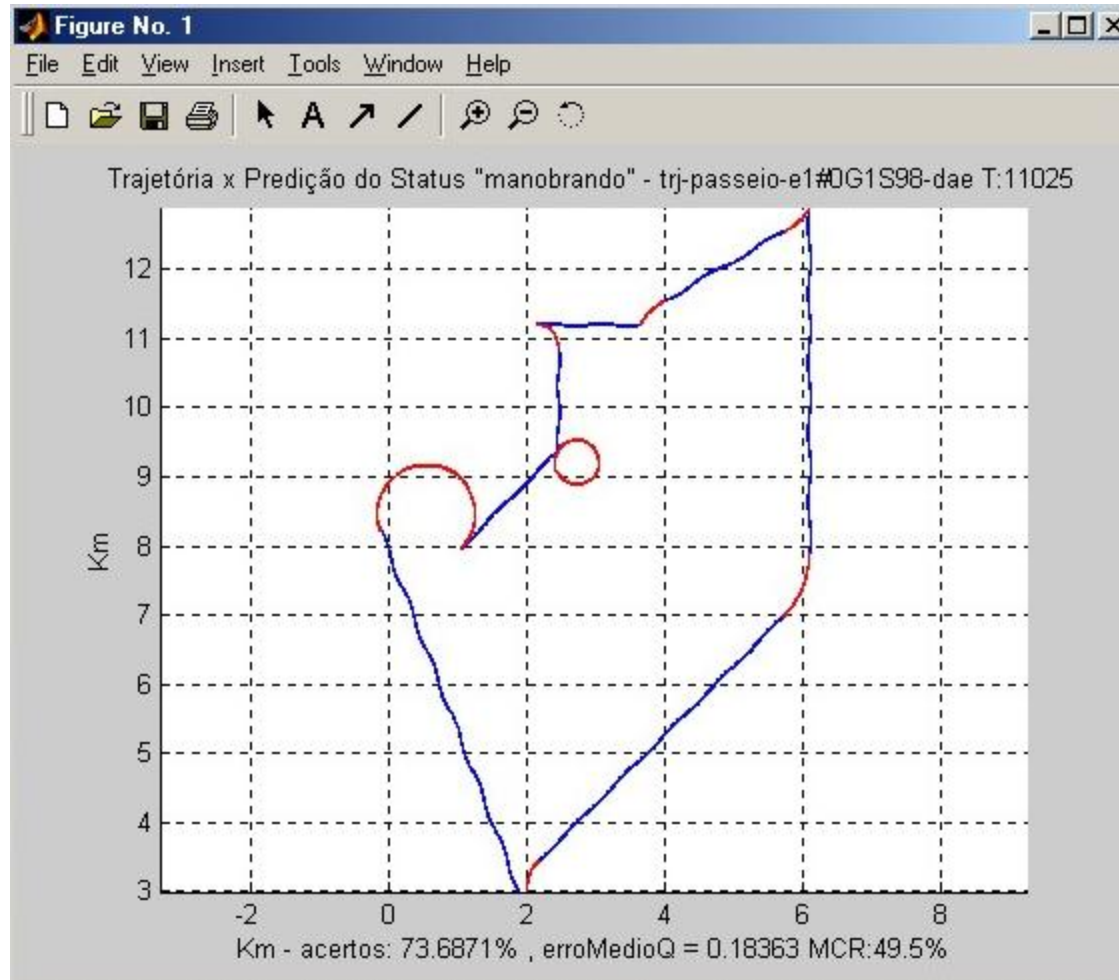 Figure No. 1
File Edit View Insert Tools Window Help
A
Trajetória x Predição do Status "manobrando" - trj-passeio-e1#0G1S98-dae T:11025
12
11
10
9
8
7
6
5
4
3
Km
-2 0 2 4 6 8
Km - acertos: 73.6871% , erroMedioQ = 0.18363 MCR:49.5%